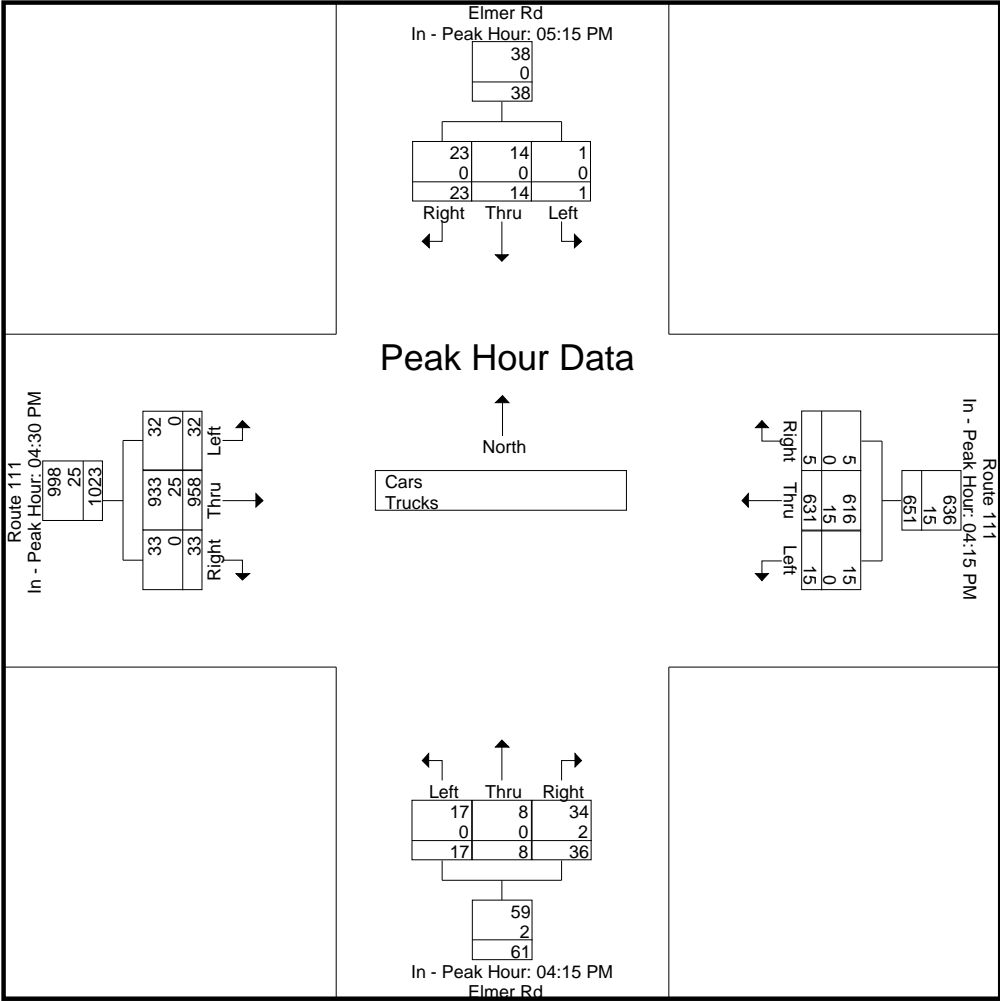 Elmer Rd
In - Peak Hour: 05:15 PM
38
0
38
23 14 1
0 0 0
23 14 1
Right Thru Left
Peak Hour Data
North
Cars
Trucks
Route 111
In - Peak Hour: 04:30 PM
998
25
1023
32 0 32 Left
933 25 958 Thru
33 0 33 Right
Route 111
In - Peak Hour: 04:15 PM
636
15
651
Right 5 0 5
Thru 631 15 616
Left 15 0 15
Left Thru Right
17 8 34
0 0 2
17 8 36
59
2
61
In - Peak Hour: 04:15 PM
Elmer Rd